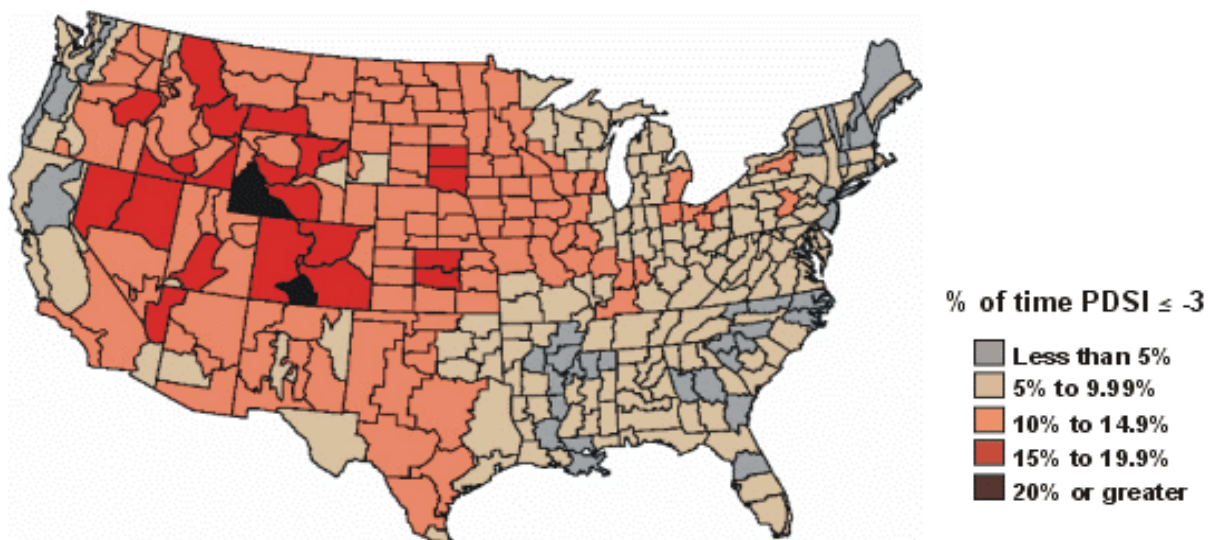 % of time PDSI ≤ -3
Less than 5%
5% to 9.99%
10% to 14.9%
15% to 19.9%
20% or greater